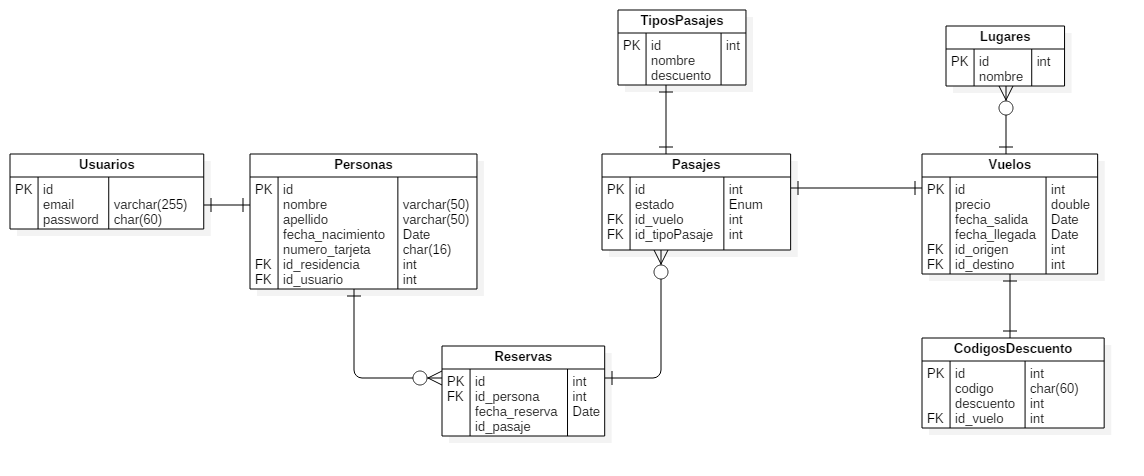 TiposPasajes
PK id int
nombre
descuento
Lugares
PK id int
nombre
Usuarios
PK id
email varchar(255)
password char(60)
Personas
PK id
nombre varchar(50)
apellido varchar(50)
fecha_nacimiento Date
numero_tarjeta char(16)
FK id_residencia int
FK id_usuario int
Pasajes
PK id int
estado Enum
FK id_vuelo int
FK id_tipoPasaje int
Vuelos
PK id int
precio double
fecha_salida Date
fecha_llegada Date
FK id_origen int
FK id_destino int
Reservas
PK id int
FK id_persona int
fecha_reserva Date
id_pasaje
CodigosDescuento
PK id int
codigo char(60)
descuento int
FK id_vuelo int